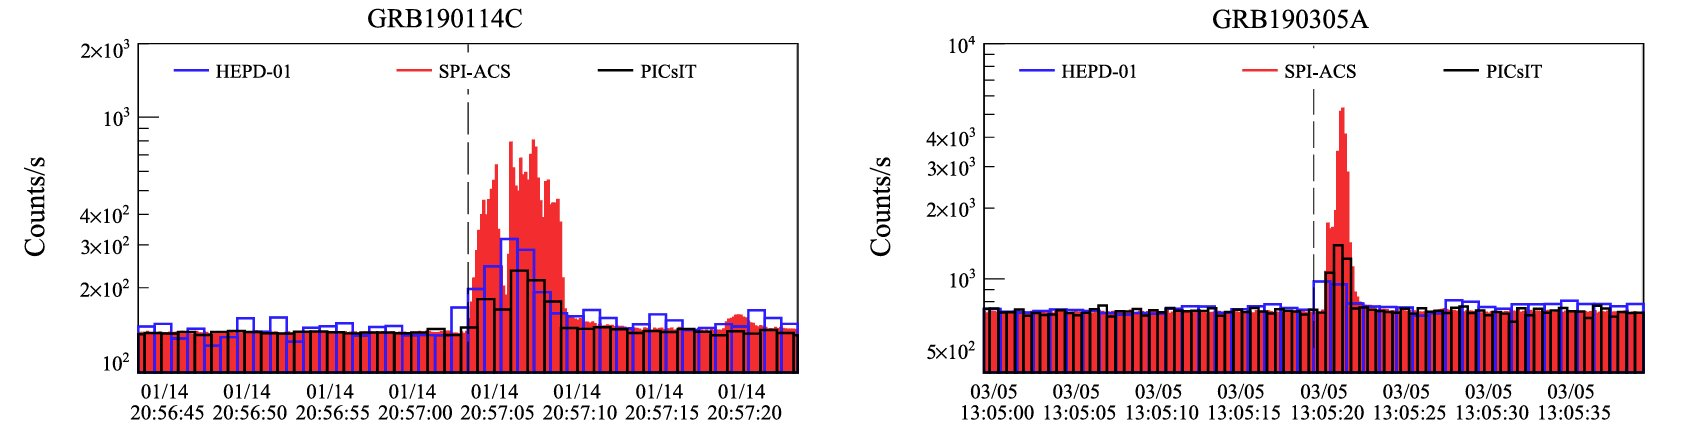 GRB190114C
2×10³
HEPD-01 SPI-ACS PICsIT
10³
4×10²
3×10²
2×10²
10²
Counts/s
01/14 01/14 01/14 01/14 01/14 01/14 01/14 01/14
20:56:45 20:56:50 20:56:55 20:57:00 20:57:05 20:57:10 20:57:15 20:57:20
GRB190305A
10⁴
HEPD-01 SPI-ACS PICsIT
4×10³
3×10³
2×10³
10³
5×10²
Counts/s
03/05 03/05 03/05 03/05 03/05 03/05 03/05 03/05
13:05:00 13:05:05 13:05:10 13:05:15 13:05:20 13:05:25 13:05:30 13:05:35